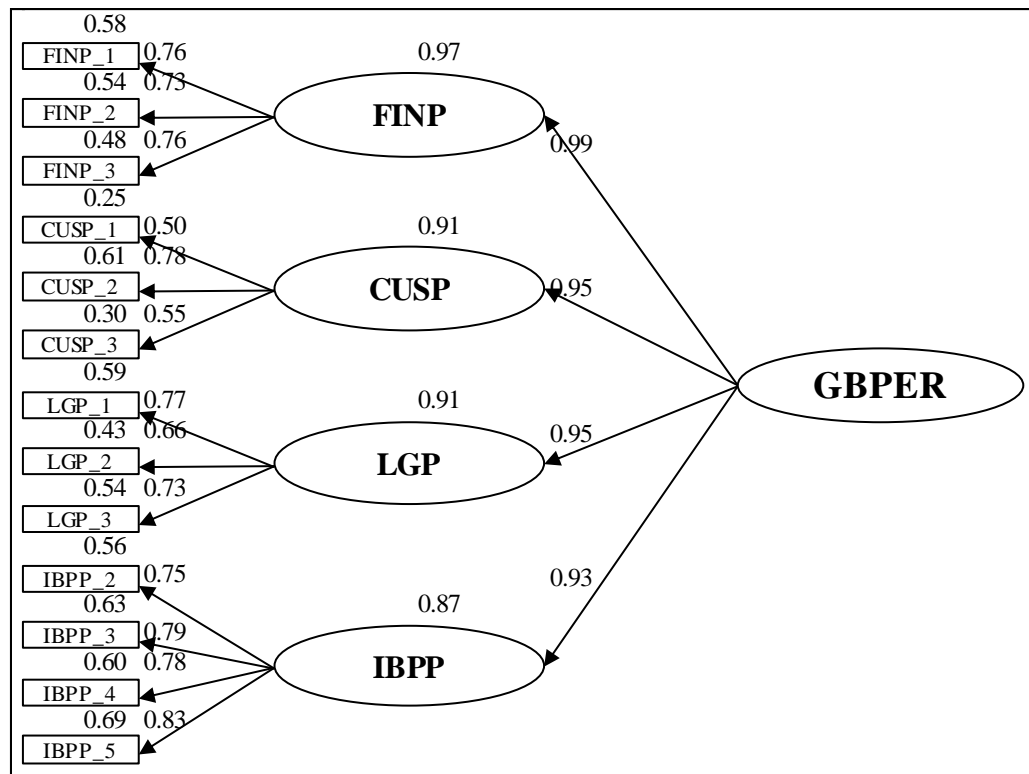 0.58
FINP_1 0.76 0.97
0.54 0.73
FINP_2 FINP
0.48 0.76 0.99
FINP_3
0.25
CUSP_1 0.50 0.91
0.61 0.78
CUSP_2 CUSP 0.95
0.30 0.55
CUSP_3
0.59
GBPER
LGP_1 0.77 0.91
0.43 0.66 0.95
LGP_2 LGP
0.54 0.73
LGP_3
0.56
IBPP_2 0.75 0.93
0.63 0.87
IBPP_3 0.79
0.60 0.78 IBPP
IBPP_4
0.69 0.83
IBPP_5